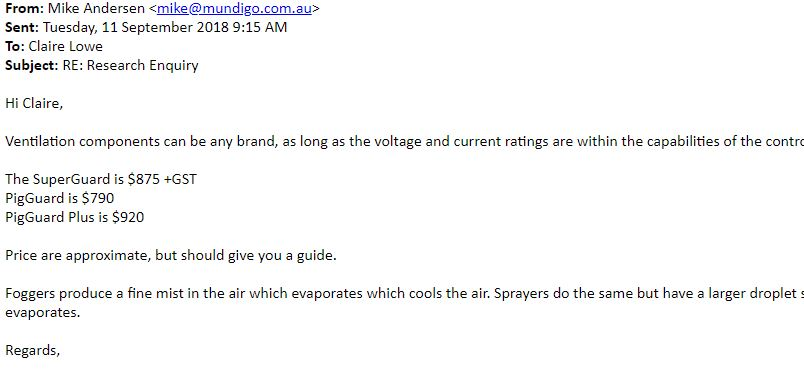 From: Mike Andersen <mike@mundigo.com.au>
Sent: Tuesday, 11 September 2018 9:15 AM
To: Claire Lowe
Subject: RE: Research Enquiry
Hi Claire,
Ventilation components can be any brand, as long as the voltage and current ratings are within the capabilities of the contro
The SuperGuard is $875 +GST
PigGuard is $790
PigGuard Plus is $920
Price are approximate, but should give you a guide.
Foggers produce a fine mist in the air which evaporates which cools the air. Sprayers do the same but have a larger droplet s
evaporates.
Regards,